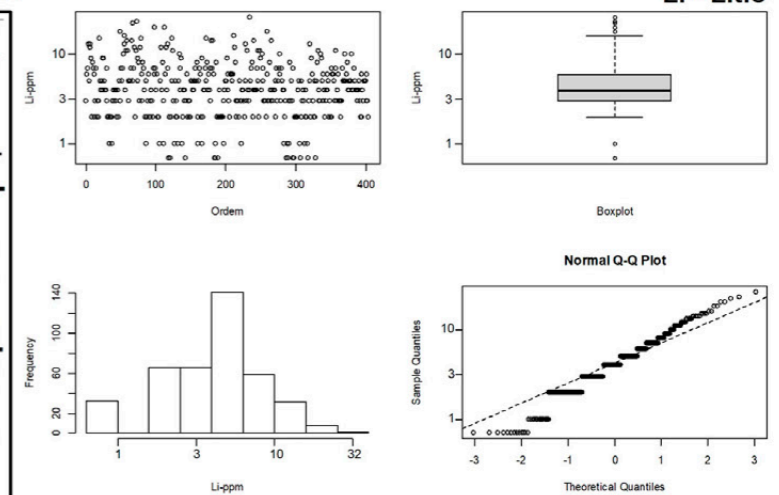 10
3
1
Li-ppm
0 100 200 300 400
Ordem
10
3
1
Li-ppm
Boxplot
140
100
60
20
0
Frequency
1 3 10 32
Li-ppm
Normal Q-Q Plot
10
3
1
Sample Quantiles
-3 -2 -1 0 1 2 3
Theoretical Quantiles